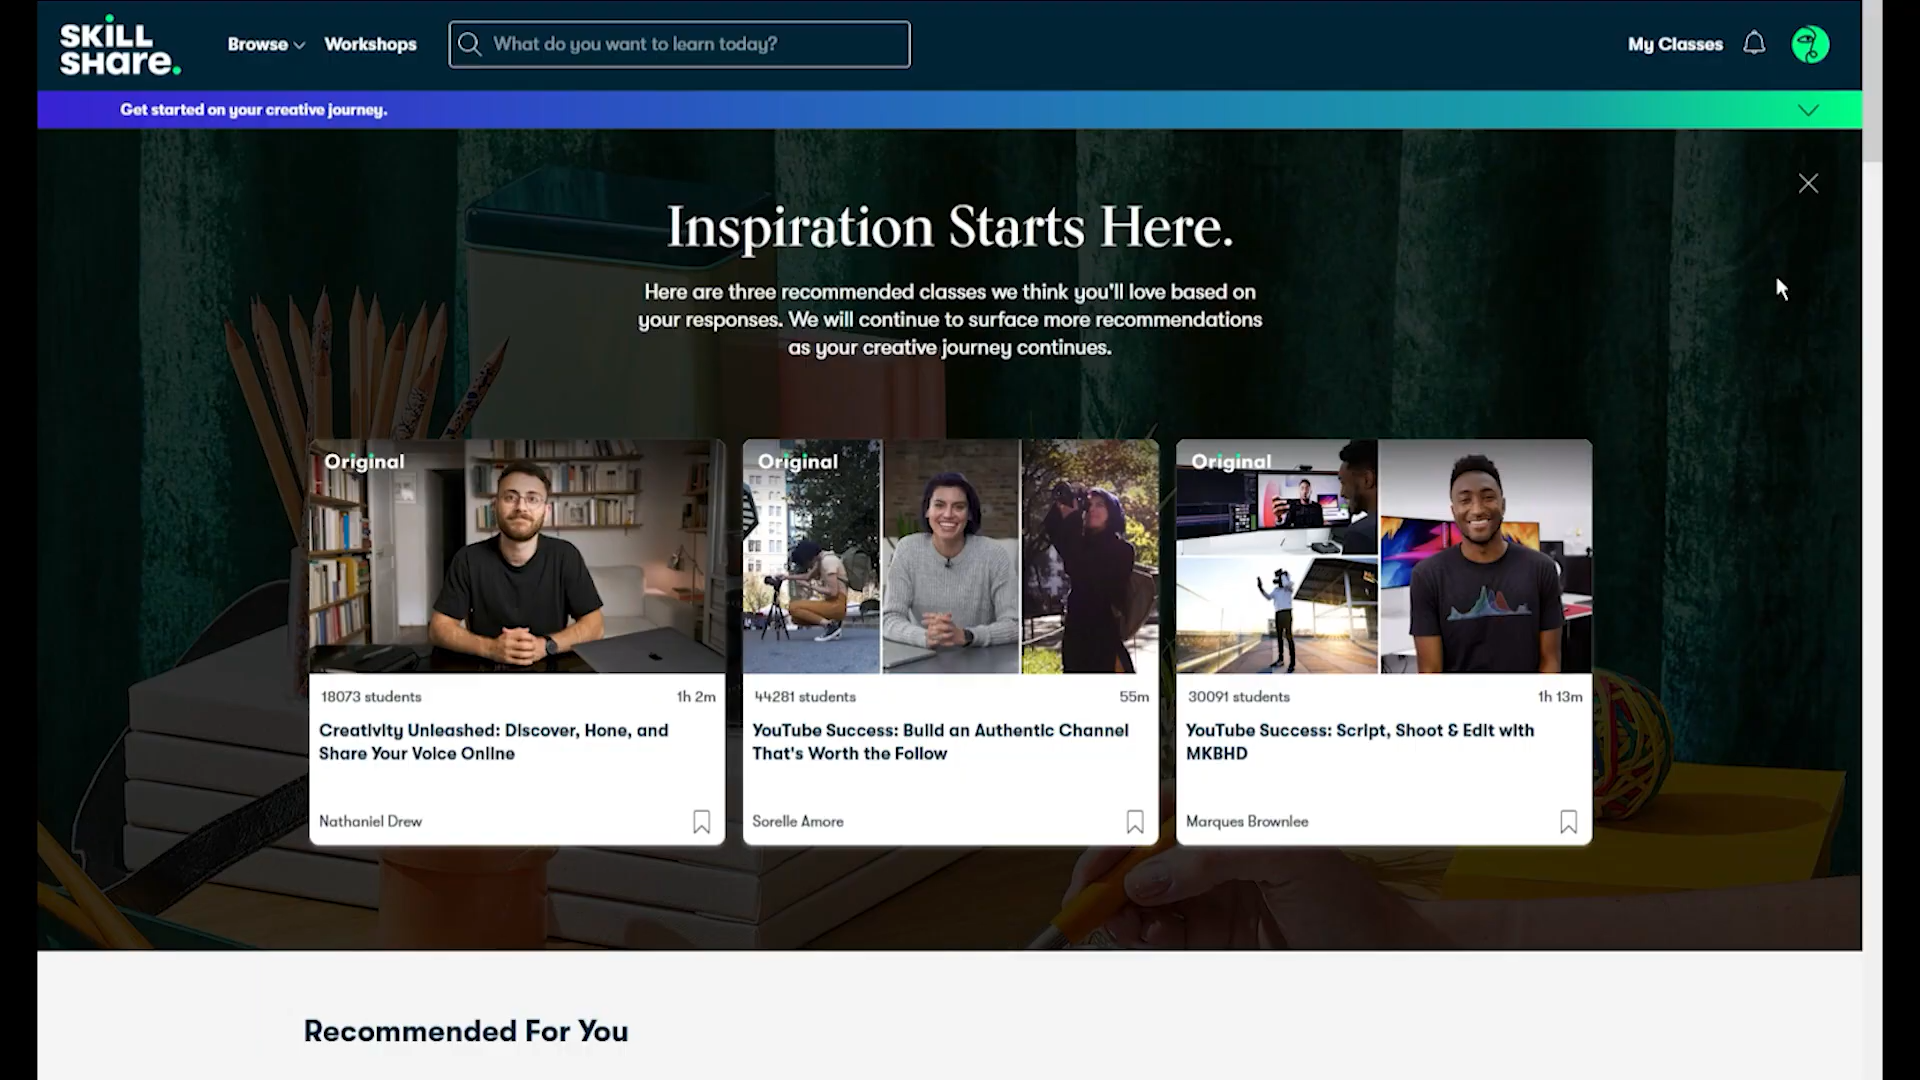 SKILL
SHARE.
Browse
Workshops
What do you want to learn today?
My Classes
Get started on your creative journey.
Inspiration Starts Here.
Here are three recommended classes we think you'll love based on
your responses. We will continue to surface more recommendations
as your creative journey continues.
Original
18073 students
1h 2m
Creativity Unleashed: Discover, Hone, and
Share Your Voice Online
Nathaniel Drew
Original
44281 students
55m
YouTube Success: Build an Authentic Channel
That's Worth the Follow
Sorelle Amore
Original
30091 students
1h 13m
YouTube Success: Script, Shoot & Edit with
MKBHD
Marques Brownlee
Recommended For You